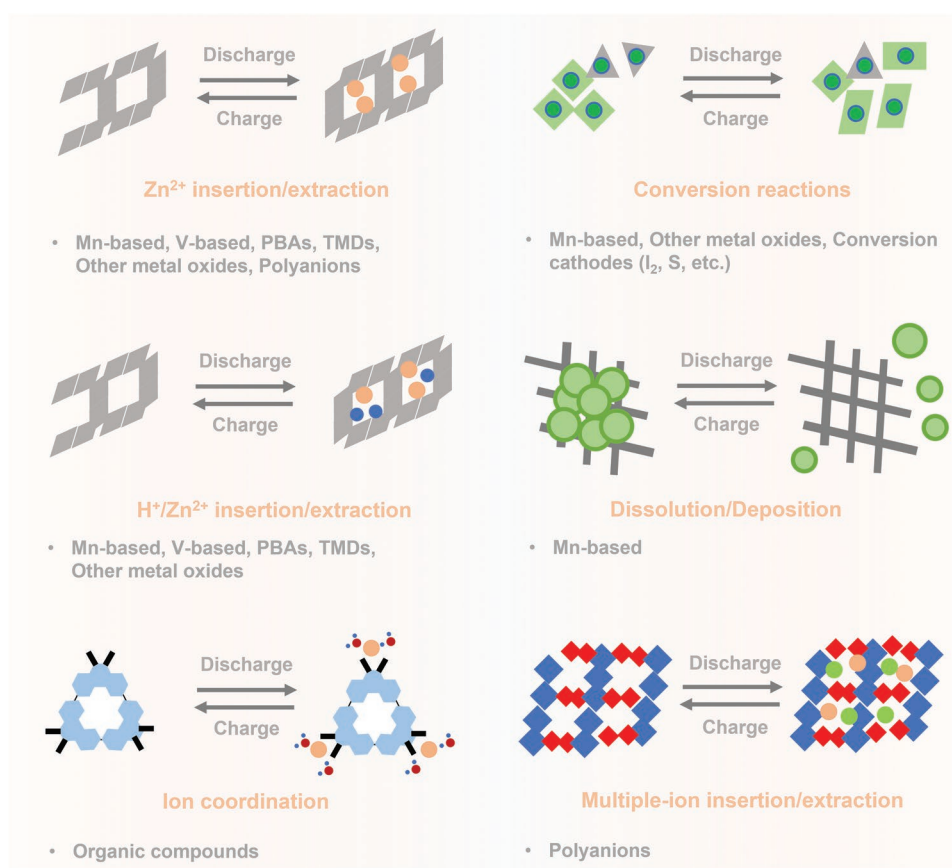 Discharge
Charge
Zn²⁺ insertion/extraction
• Mn-based, V-based, PBAs, TMDs,
Other metal oxides, Polyanions
Discharge
Charge
Conversion reactions
• Mn-based, Other metal oxides, Conversion
cathodes (I₂, S, etc.)
Discharge
Charge
H⁺/Zn²⁺ insertion/extraction
• Mn-based, V-based, PBAs, TMDs,
Other metal oxides
Discharge
Charge
Dissolution/Deposition
• Mn-based
Discharge
Charge
Ion coordination
• Organic compounds
Discharge
Charge
Multiple-ion insertion/extraction
• Polyanions